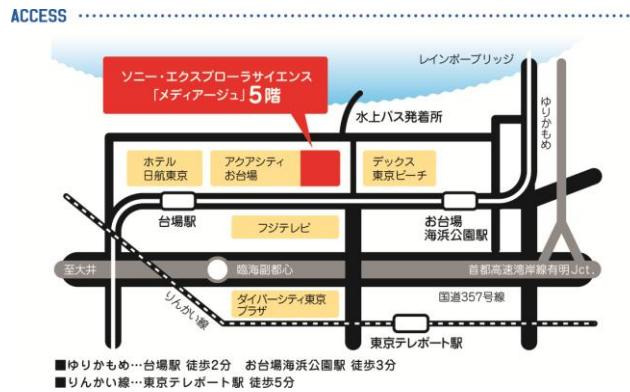 ACCESS
レインボーブリッジ
ソニー・エクスプローラサイエンス
「メディアージュ」5階
水上バス発着所
ゆりかもめ
ホテル
日航東京
アクアシティ
お台場
デックス
東京ビーチ
台場駅
お台場
海浜公園駅
フジテレビ
至大井
臨海副都心
首都高速湾岸線有明Jct.
りんかい線
ダイバーシティ東京
プラザ
国道357号線
東京テレポート駅
■ゆりかもめ…台場駅 徒歩2分 お台場海浜公園駅 徒歩3分
■りんかい線…東京テレポート駅 徒歩5分